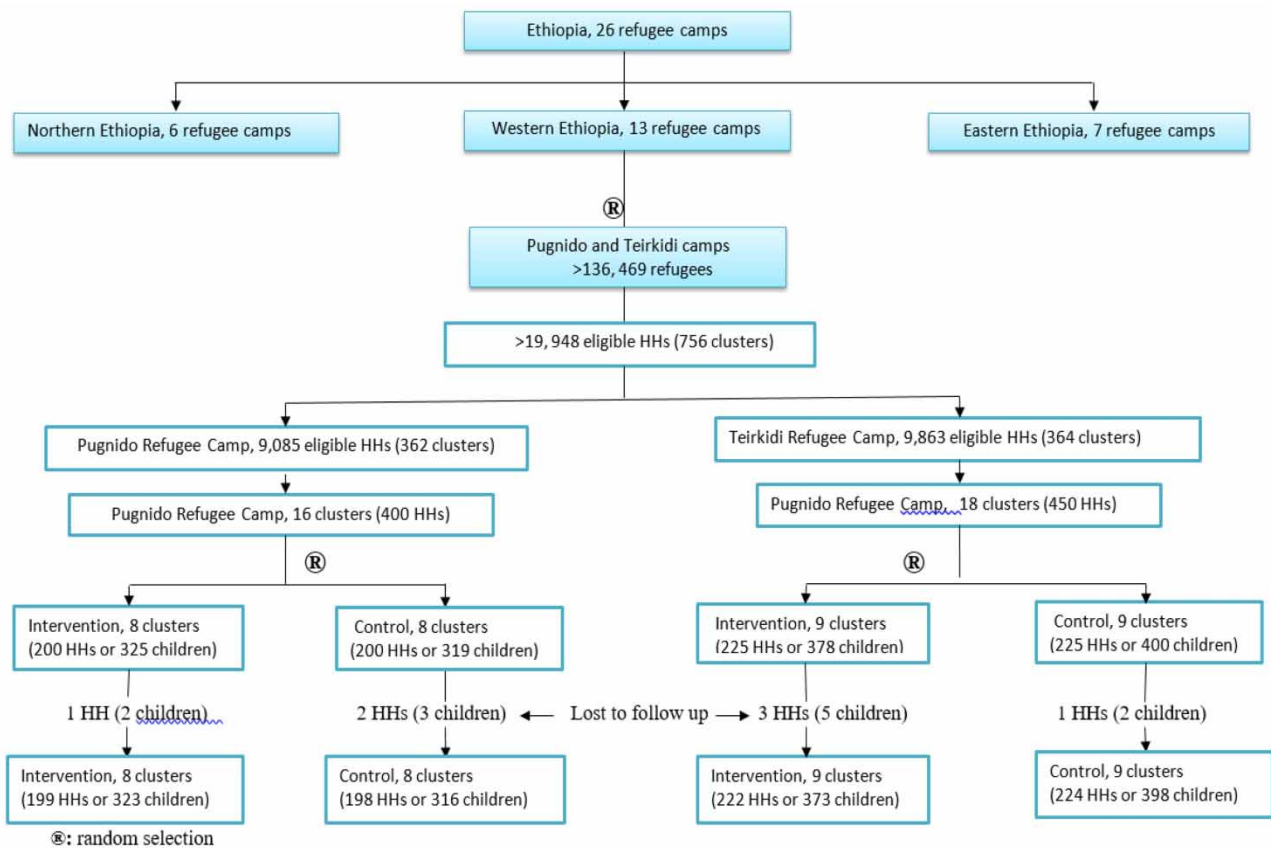 Ethiopia, 26 refugee camps
Northern Ethiopia, 6 refugee camps
Western Ethiopia, 13 refugee camps
Eastern Ethiopia, 7 refugee camps
®
Pugnido and Teirkidi camps
>136, 469 refugees
>19, 948 eligible HHs (756 clusters)
Pugnido Refugee Camp, 9,085 eligible HHs (362 clusters)
Teirkidi Refugee Camp, 9,863 eligible HHs (364 clusters)
Pugnido Refugee Camp, 16 clusters (400 HHs)
Pugnido Refugee Camp, 18 clusters (450 HHs)
®
®
Intervention, 8 clusters
(200 HHs or 325 children)
Control, 8 clusters
(200 HHs or 319 children)
Intervention, 9 clusters
(225 HHs or 378 children)
Control, 9 clusters
(225 HHs or 400 children)
1 HH (2 children)
2 HHs (3 children)
Lost to follow up
3 HHs (5 children)
1 HHs (2 children)
Intervention, 8 clusters
(199 HHs or 323 children)
Control, 8 clusters
(198 HHs or 316 children)
Intervention, 9 clusters
(222 HHs or 373 children)
Control, 9 clusters
(224 HHs or 398 children)
®: random selection